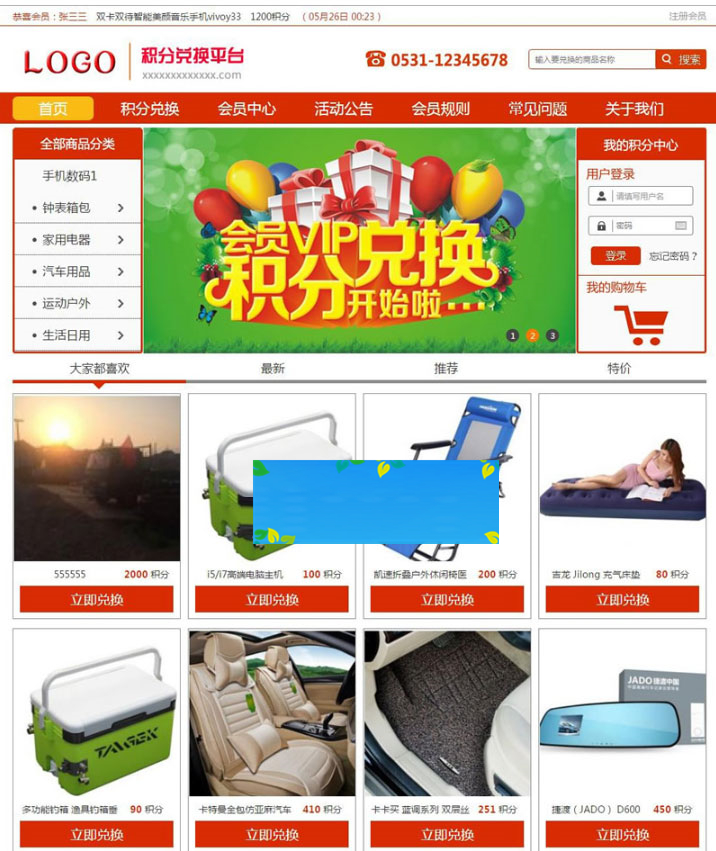 恭喜会员：张三三 双卡双待智能美颜音乐手机vivoy33 1200积分 （05月26日 00:23） 注册会员
LOGO 积分兑换平台
xxxxxxxxxxxxx.com
0531-12345678
输入要兑换的商品名称 搜索
首页 积分兑换 会员中心 活动公告 会员规则 常见问题 关于我们
全部商品分类
手机数码1
• 钟表箱包
• 家用电器
• 汽车用品
• 运动户外
• 生活日用
会员VIP兑换
积分开始啦...
1 2 3
我的积分中心
用户登录
请填写用户名
密码
登录 忘记密码？
我的购物车
大家都喜欢 最新 推荐 特价
555555 2000 积分
i5/i7高端电脑主机 100 积分
凯速折叠户外休闲椅医 200 积分
吉龙 Jilong 充气床垫 80 积分
立即兑换 立即兑换 立即兑换 立即兑换
TAIGEK
JADO捷渡中国
多功能钓箱 渔具钓箱垂 90 积分
卡特曼全包仿亚麻汽车 410 积分
卡卡买 蓝调系列 双层丝 251 积分
捷渡（JADO） D600 450 积分
立即兑换 立即兑换 立即兑换 立即兑换